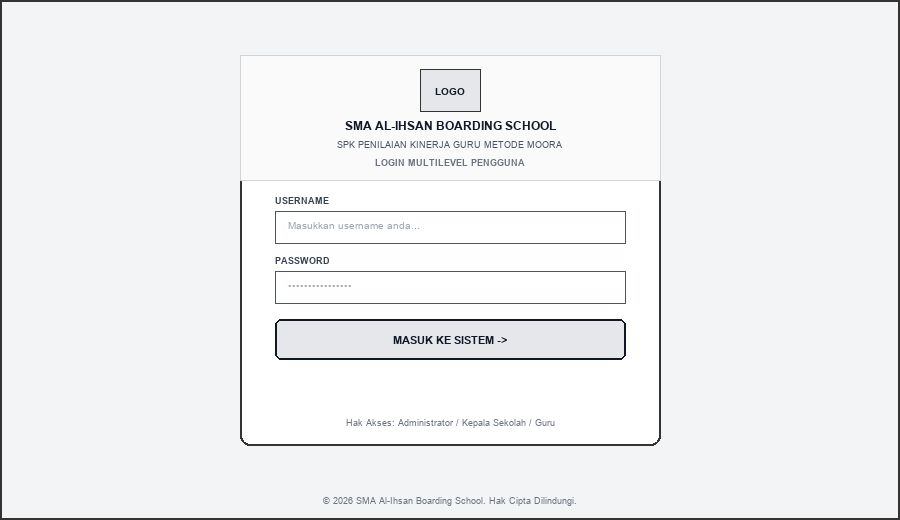 LOGO
SMA AL-IHSAN BOARDING SCHOOL
SPK PENILAIAN KINERJA GURU METODE MOORA
LOGIN MULTILEVEL PENGGUNA
USERNAME
Masukkan username anda...
PASSWORD
••••••••••••••••
MASUK KE SISTEM ->
Hak Akses: Administrator / Kepala Sekolah / Guru
© 2026 SMA Al-Ihsan Boarding School. Hak Cipta Dilindungi.